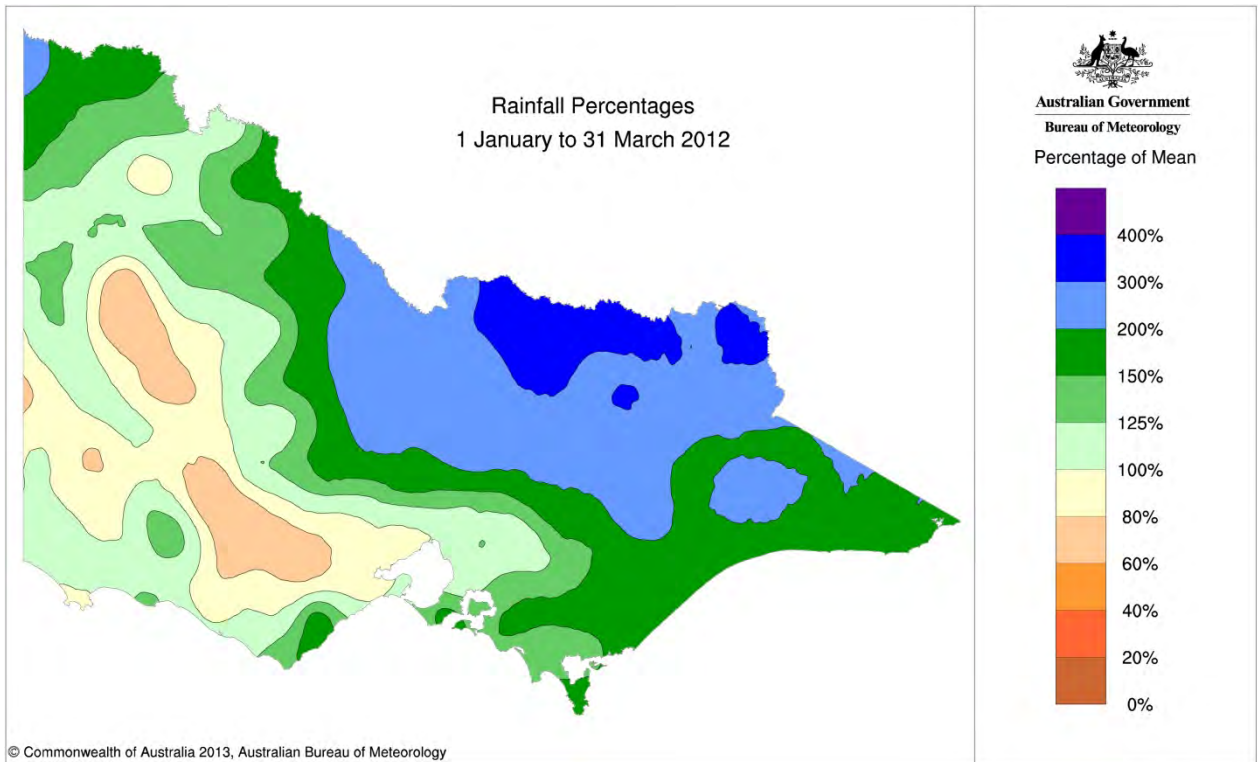 Rainfall Percentages
1 January to 31 March 2012
Australian Government
Bureau of Meteorology
Percentage of Mean
400%
300%
200%
150%
125%
100%
80%
60%
40%
20%
0%
© Commonwealth of Australia 2013, Australian Bureau of Meteorology